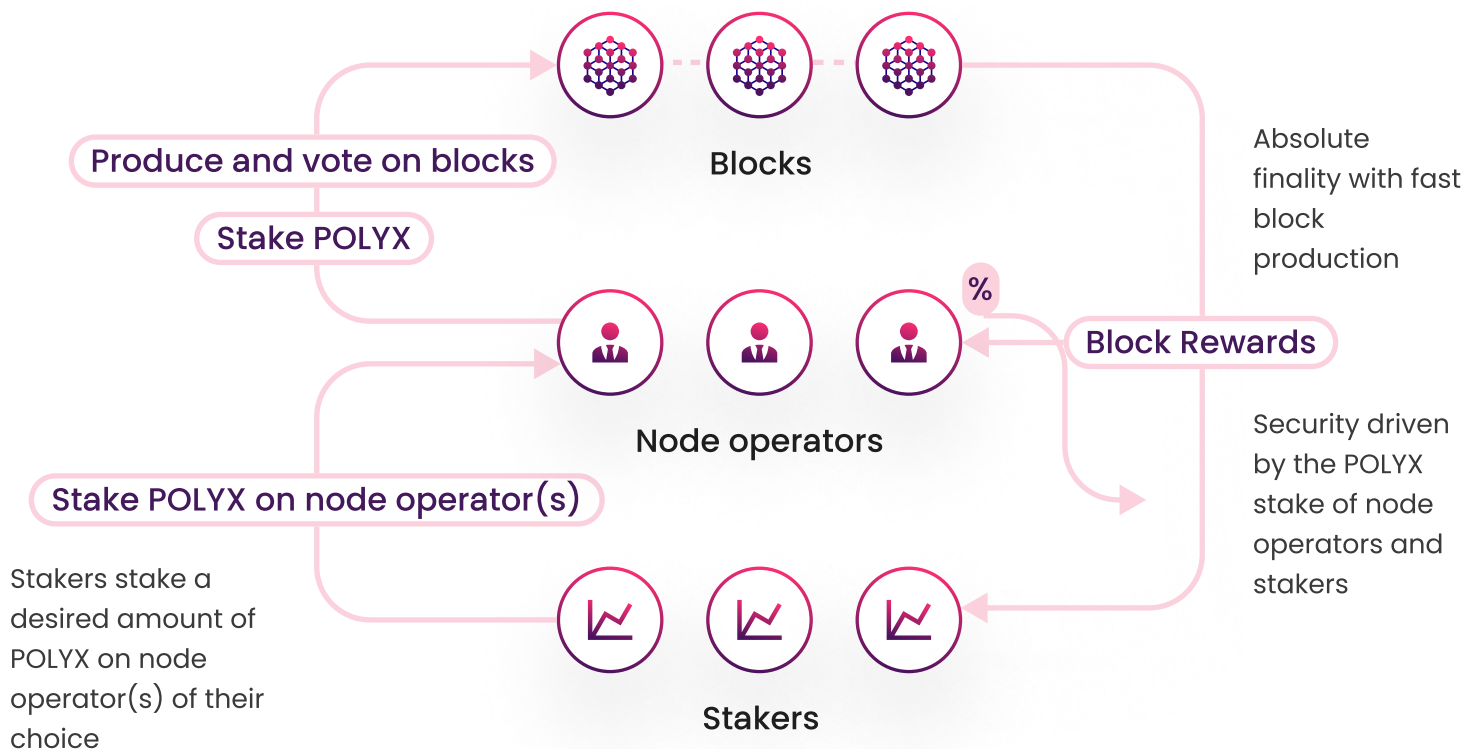 Produce and vote on blocks
Stake POLYX
Blocks
Absolute
finality with fast
block
production
%
Block Rewards
Node operators
Security driven
by the POLYX
stake of node
operators and
stakers
Stake POLYX on node operator(s)
Stakers stake a
desired amount of
POLYX on node
operator(s) of their
choice
Stakers